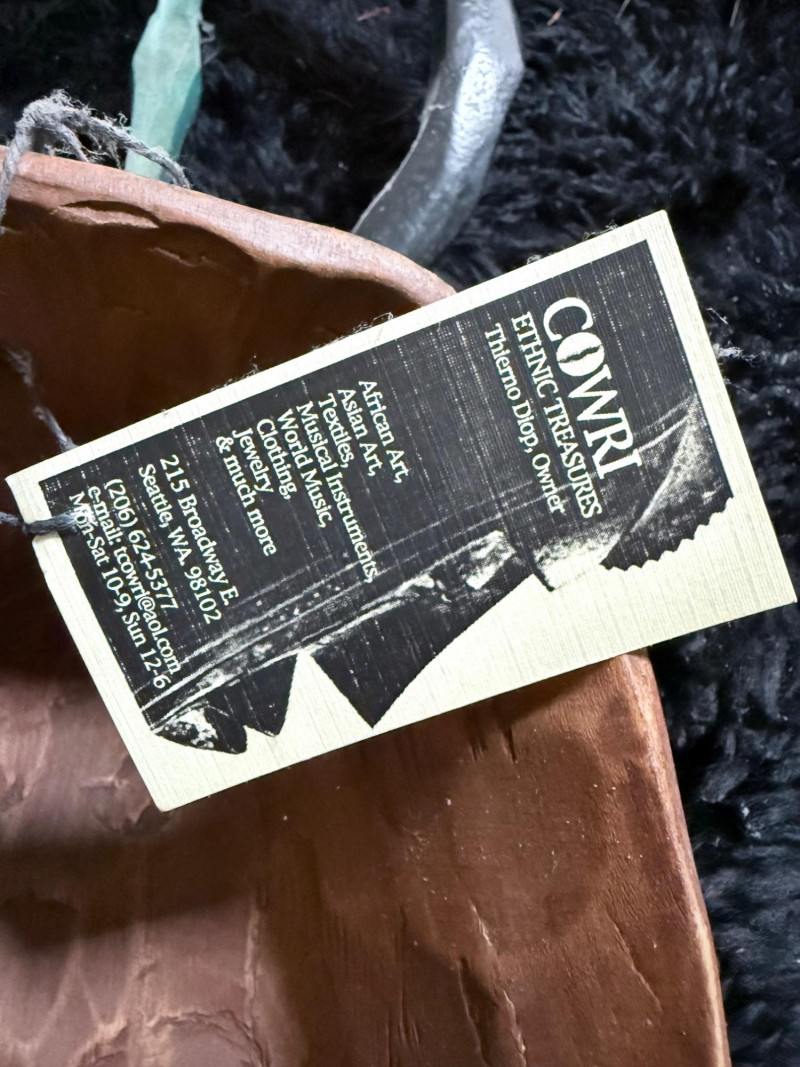 COWRI
ETHNIC TREASURES
Thierno Diop, Owner
African Art,
Asian Art,
Textiles,
Musical Instruments,
World Music,
Clothing,
Jewelry
& much more
215 Broadway E.
Seattle, WA. 98102
(206) 624-5377
e-mail: tcowri@aol.com
Mon-Sat 10-9, Sun 12-6